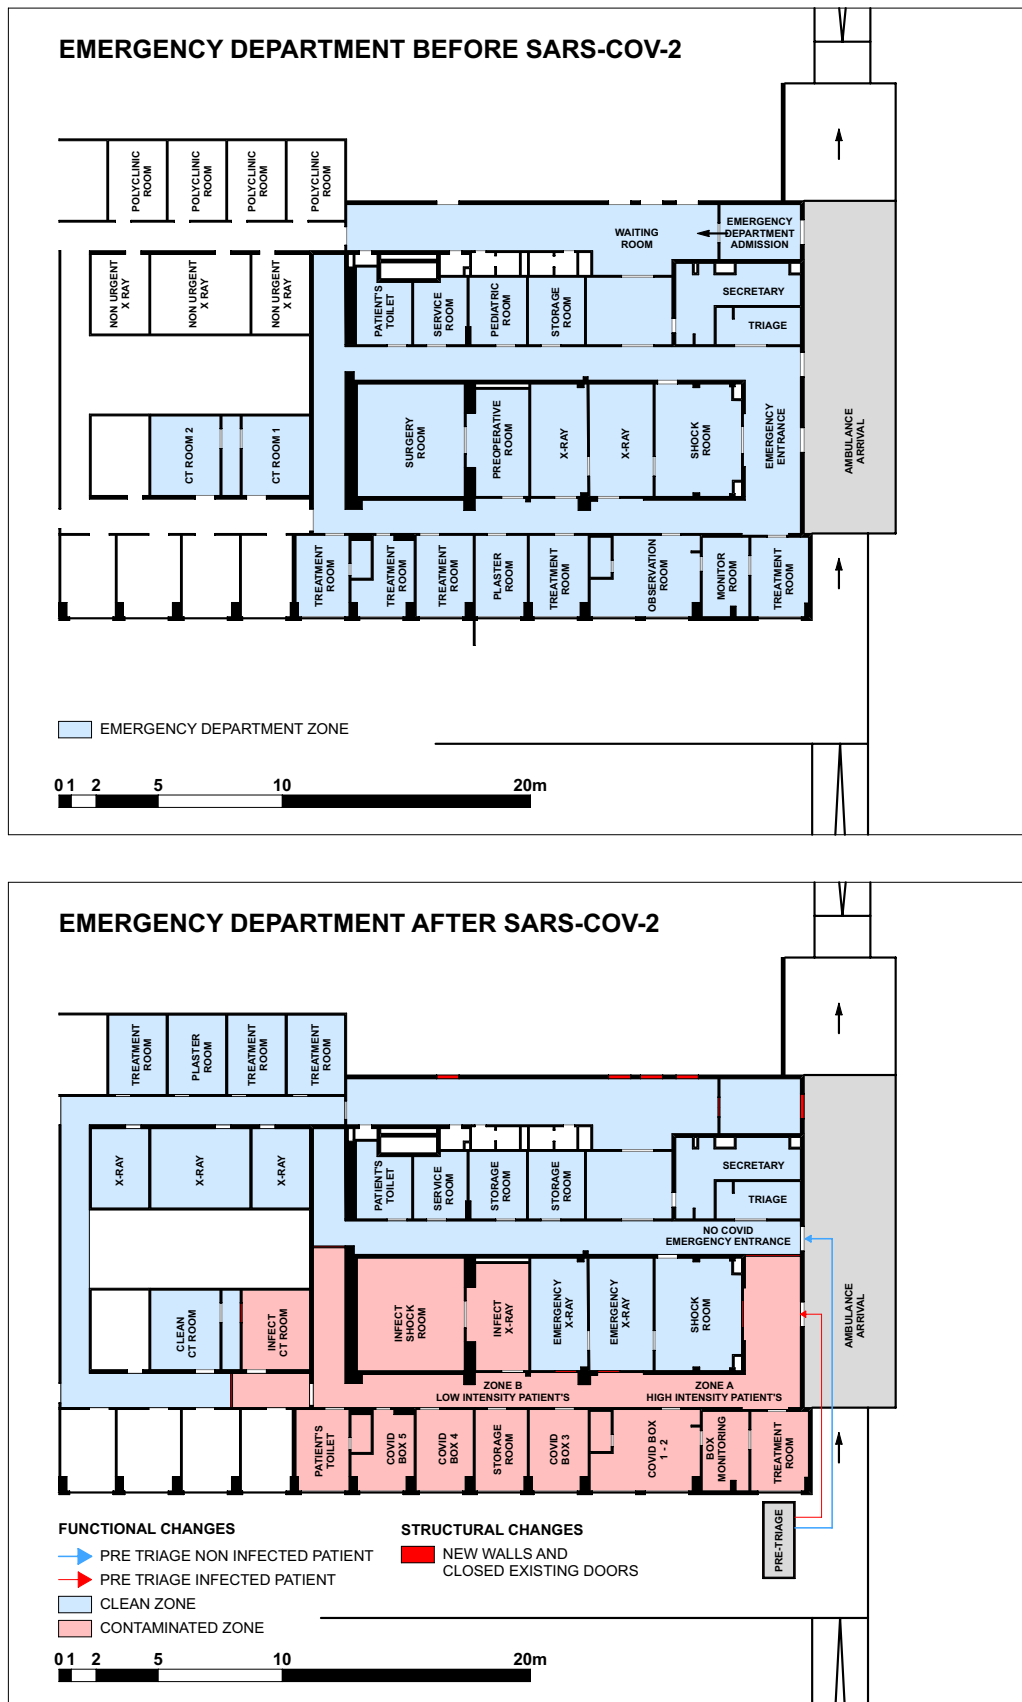 EMERGENCY DEPARTMENT BEFORE SARS-COV-2
POLYCLINIC
ROOM
POLYCLINIC
ROOM
POLYCLINIC
ROOM
POLYCLINIC
ROOM
WAITING
ROOM
EMERGENCY
DEPARTMENT
ADMISSION
NON URGENT
X RAY
NON URGENT
X RAY
NON URGENT
X RAY
PATIENT'S
TOILET
SERVICE
ROOM
PEDIATRIC
ROOM
STORAGE
ROOM
SECRETARY
TRIAGE
CT ROOM 2
CT ROOM 1
SURGERY
ROOM
PREOPERATIVE
ROOM
X-RAY
X-RAY
SHOCK
ROOM
EMERGENCY
ENTRANCE
AMBULANCE
ARRIVAL
TREATMENT
ROOM
TREATMENT
ROOM
TREATMENT
ROOM
PLASTER
ROOM
TREATMENT
ROOM
OBSERVATION
ROOM
MONITOR
ROOM
TREATMENT
ROOM
EMERGENCY DEPARTMENT ZONE
0 1 2 5 10 20m
EMERGENCY DEPARTMENT AFTER SARS-COV-2
TREATMENT
ROOM
PLASTER
ROOM
TREATMENT
ROOM
TREATMENT
ROOM
X-RAY
X-RAY
X-RAY
PATIENT'S
TOILET
SERVICE
ROOM
STORAGE
ROOM
STORAGE
ROOM
SECRETARY
TRIAGE
NO COVID
EMERGENCY ENTRANCE
CLEAN
CT ROOM
INFECT
CT ROOM
INFECT
SHOCK
ROOM
INFECT
X-RAY
EMERGENCY
X-RAY
EMERGENCY
X-RAY
SHOCK
ROOM
AMBULANCE
ARRIVAL
ZONE B
LOW INTENSITY PATIENT'S
ZONE A
HIGH INTENSITY PATIENT'S
PATIENT'S
TOILET
COVID
BOX 5
COVID
BOX 4
STORAGE
ROOM
COVID
BOX 3
COVID BOX
1 - 2
BOX
MONITORING
TREATMENT
ROOM
PRE-TRIAGE
FUNCTIONAL CHANGES
PRE TRIAGE NON INFECTED PATIENT
PRE TRIAGE INFECTED PATIENT
CLEAN ZONE
CONTAMINATED ZONE
STRUCTURAL CHANGES
NEW WALLS AND
CLOSED EXISTING DOORS
0 1 2 5 10 20m